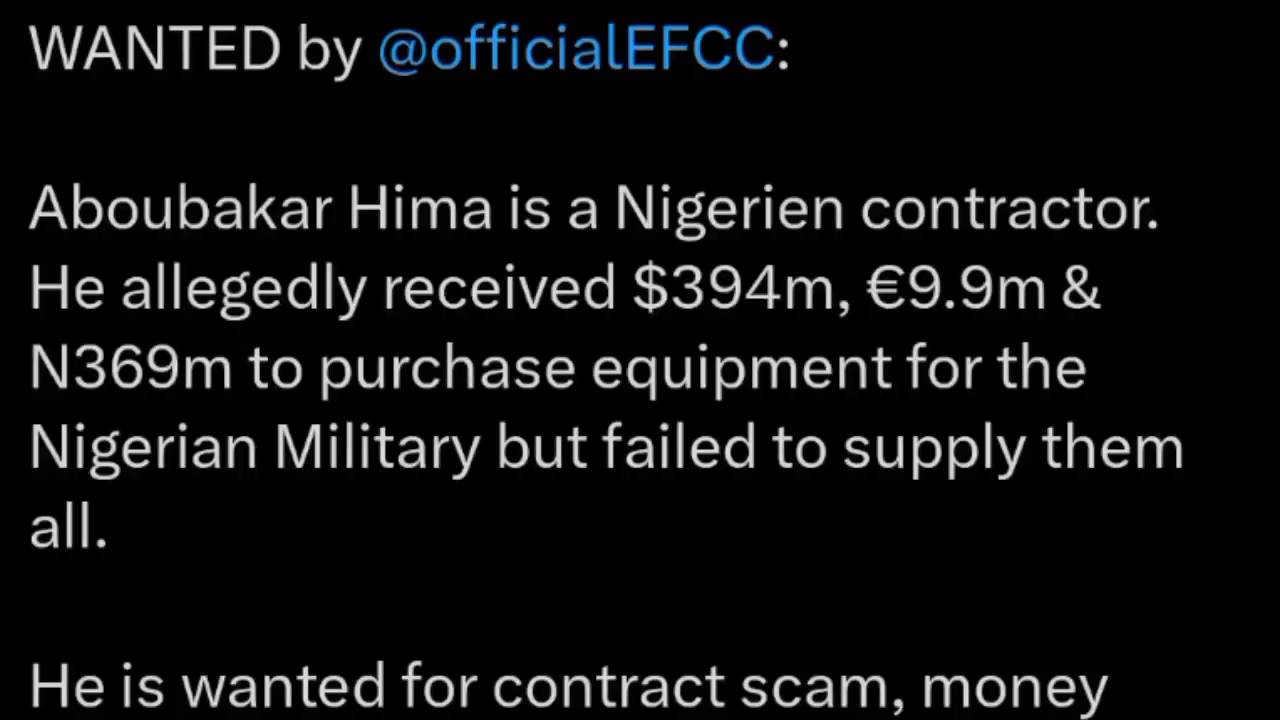 WANTED by @officialEFCC:
Aboubakar Hima is a Nigerien contractor.
He allegedly received $394m, €9.9m &
N369m to purchase equipment for the
Nigerian Military but failed to supply them
all.
He is wanted for contract scam, money